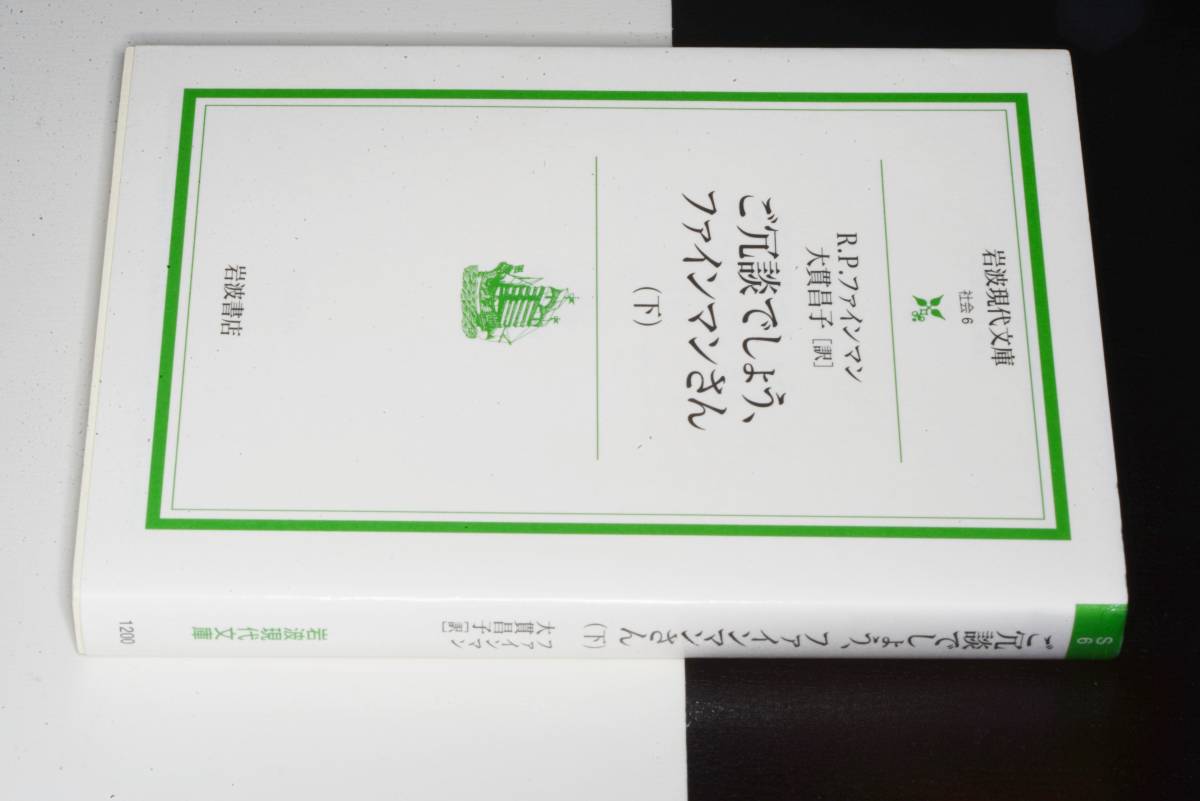 岩波現代文庫
社会 6
R.P.ファインマン
大貫昌子［訳］
ご冗談でしょう、
ファインマンさん
（下）
岩波書店
S
6
ご冗談でしょう、ファインマンさん（下）
ファインマン
大貫昌子［訳］
岩波現代文庫
1200